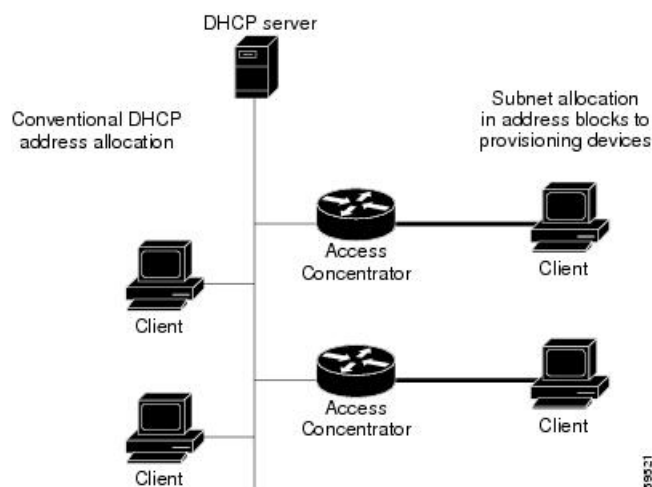 DHCP server
Conventional DHCP
address allocation
Subnet allocation
in address blocks to
provisioning devices
Access
Concentrator
Client
Client
Access
Concentrator
Client
Client
59521